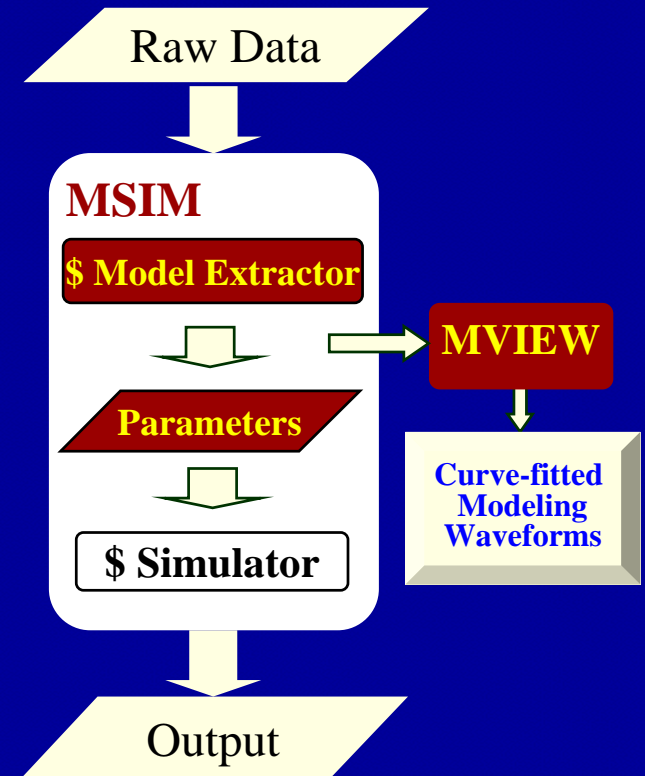 Raw Data
MSIM
$ Model Extractor
MVIEW
Parameters
Curve-fitted
Modeling
Waveforms
$ Simulator
Output